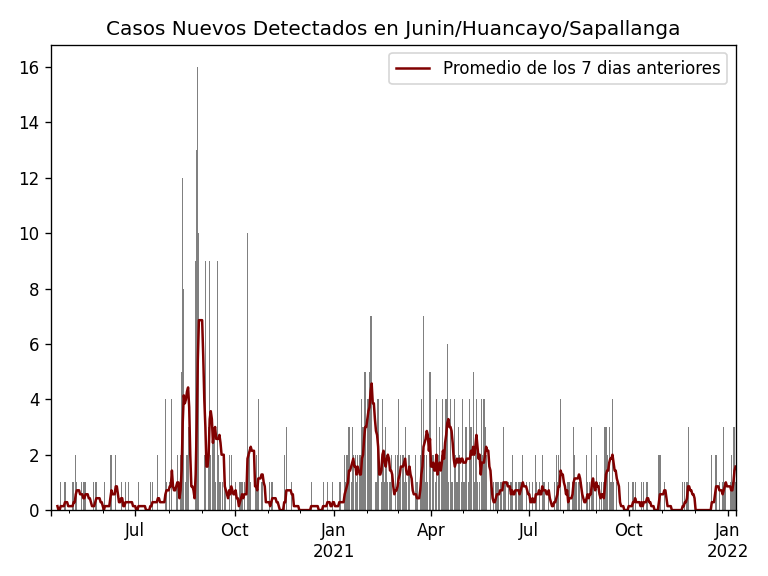 Casos Nuevos Detectados en Junin/Huancayo/Sapallanga
Promedio de los 7 dias anteriores
16
14
12
10
8
6
4
2
0
Jul
Oct
Jan
2021
Apr
Jul
Oct
Jan
2022